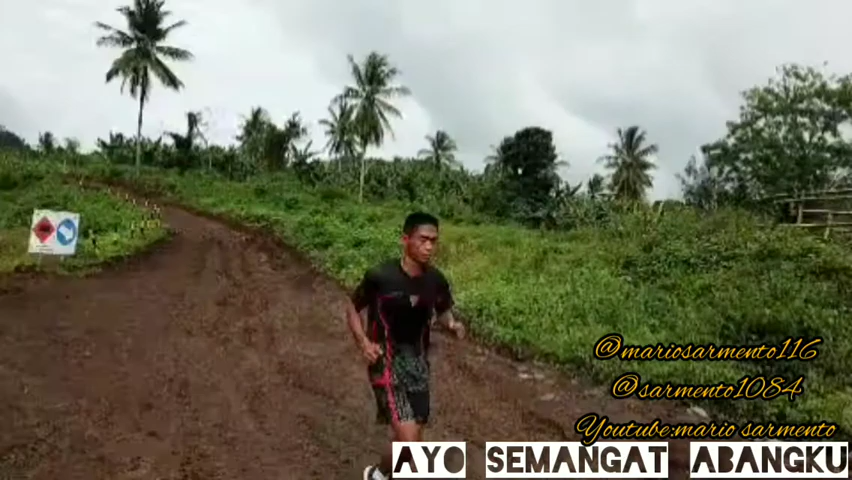 @mariosarmento116
@sarmento1084
Youtube:mario sarmento
AYO SEMANGAT ABANGKU